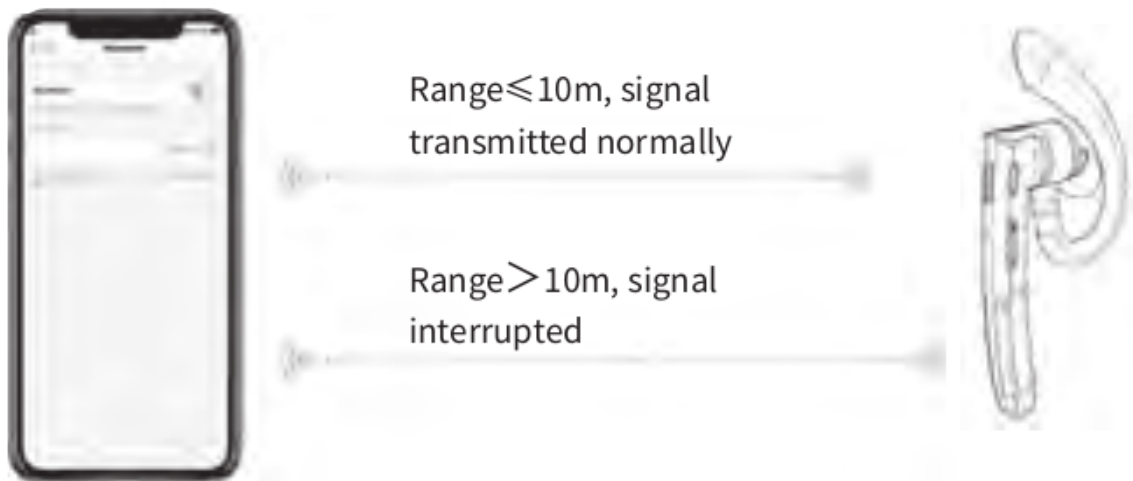 Range≤10m, signal
transmitted normally
Range＞10m, signal
interrupted